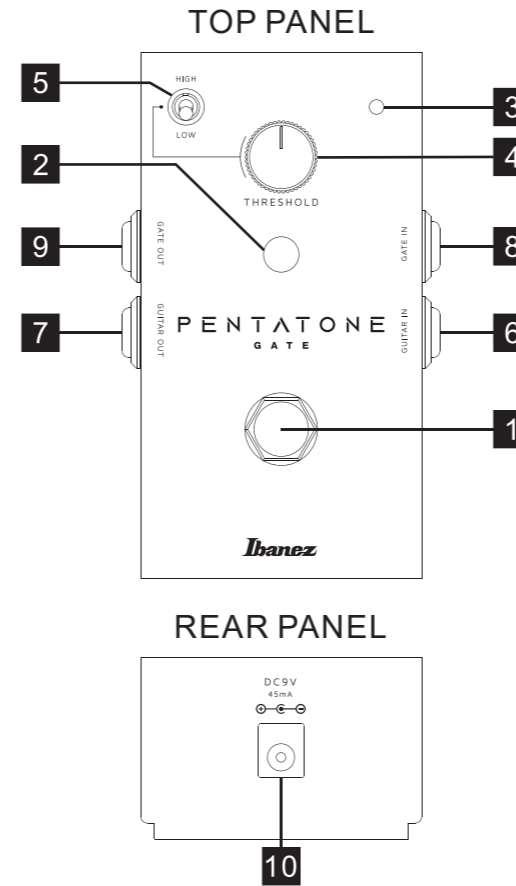 TOP PANEL
5
HIGH
LOW
3
4
THRESHOLD
2
9
GATE OUT
GATE IN
8
7
GUITAR OUT
PENTATONE
GATE
GUITAR IN
6
1
Ibanez
REAR PANEL
DC9V
45mA
10